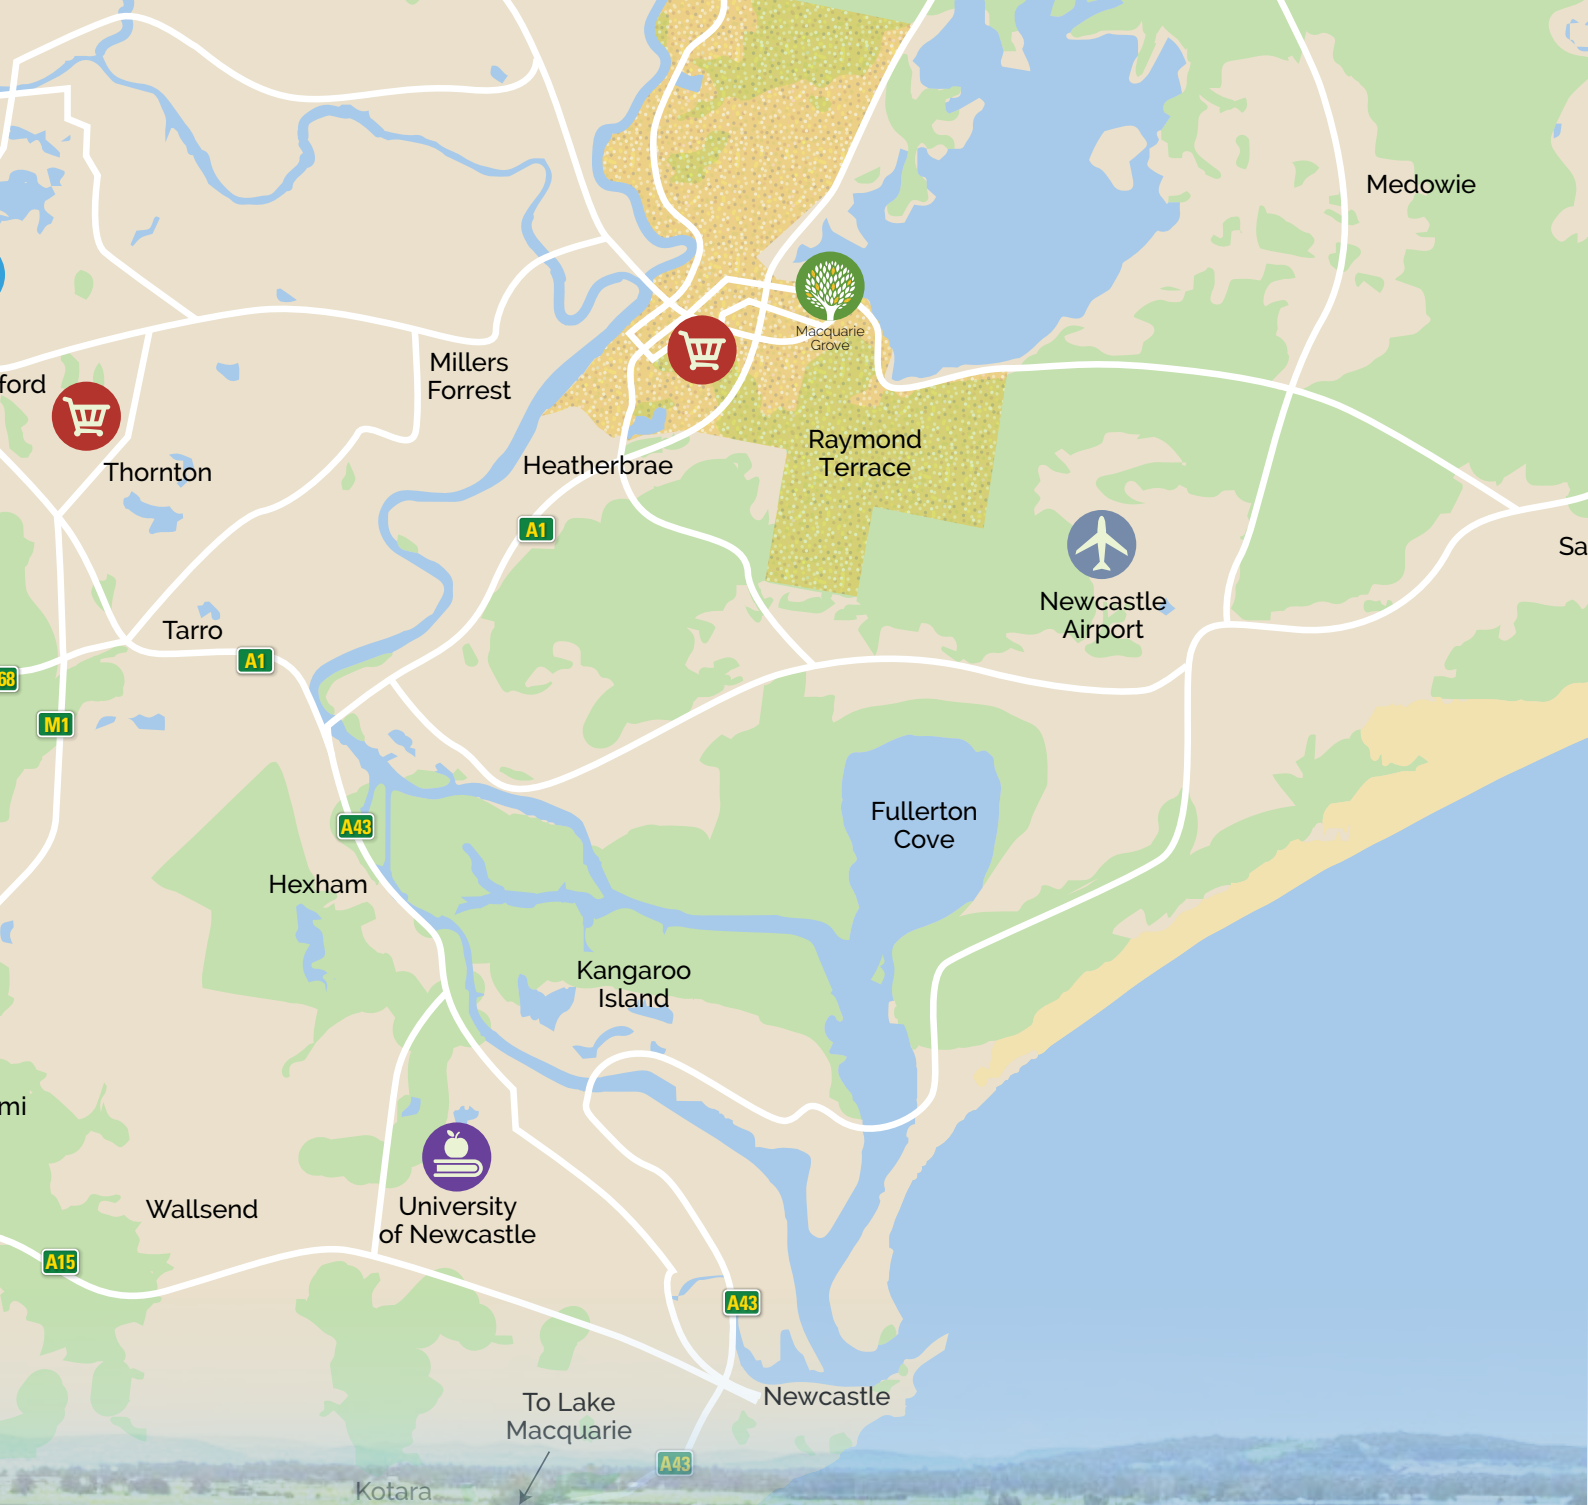 Medowie
Macquarie
Grove
Millers
Forrest
ford
Thornton
Heatherbrae
Raymond
Terrace
A1
Sa
Newcastle
Airport
Tarro
A1
68
M1
A43
Fullerton
Cove
Hexham
Kangaroo
Island
mi
Wallsend
University
of Newcastle
A15
A43
Newcastle
To Lake
Macquarie
A43
Kotara